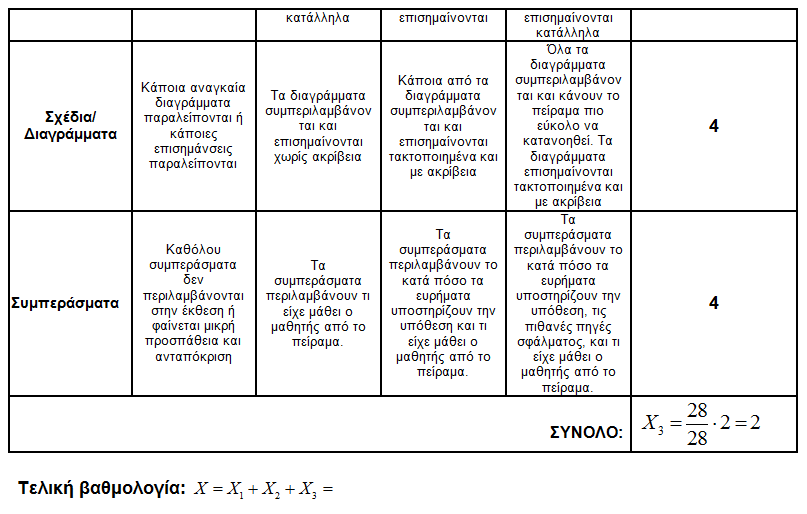 κατάλληλα
επισημαίνονται
επισημαίνονται
κατάλληλα
Σχέδια/
Διαγράμματα
Κάποια αναγκαία
διαγράμματα
παραλείπονται ή
κάποιες
επισημάνσεις
παραλείπονται
Τα διαγράμματα
συμπεριλαμβάνον
ται και
επισημαίνονται
χωρίς ακρίβεια
Κάποια από τα
διαγράμματα
συμπεριλαμβάνον
ται και
επισημαίνονται
τακτοποιημένα και
με ακρίβεια
Όλα τα
διαγράμματα
συμπεριλαμβάνον
ται και κάνουν το
πείραμα πιο
εύκολο να
κατανοηθεί. Τα
διαγράμματα
επισημαίνονται
τακτοποιημένα και
με ακρίβεια
4
Συμπεράσματα
Καθόλου
συμπεράσματα
δεν
περιλαμβάνονται
στην έκθεση ή
φαίνεται μικρή
προσπάθεια και
ανταπόκριση
Τα
συμπεράσματα
περιλαμβάνουν τι
είχε μάθει ο
μαθητής από το
πείραμα.
Τα
συμπεράσματα
περιλαμβάνουν το
κατά πόσο τα
ευρήματα
υποστηρίζουν την
υπόθεση και τι
είχε μάθει ο
μαθητής από το
πείραμα.
Τα
συμπεράσματα
περιλαμβάνουν το
κατά πόσο τα
ευρήματα
υποστηρίζουν την
υπόθεση, τις
πιθανές πηγές
σφάλματος, και τι
είχε μάθει ο
μαθητής από το
πείραμα.
4
ΣΥΝΟΛΟ:
X₃ = 28/28 · 2 = 2
Τελική βαθμολογία: X = X₁ + X₂ + X₃ =